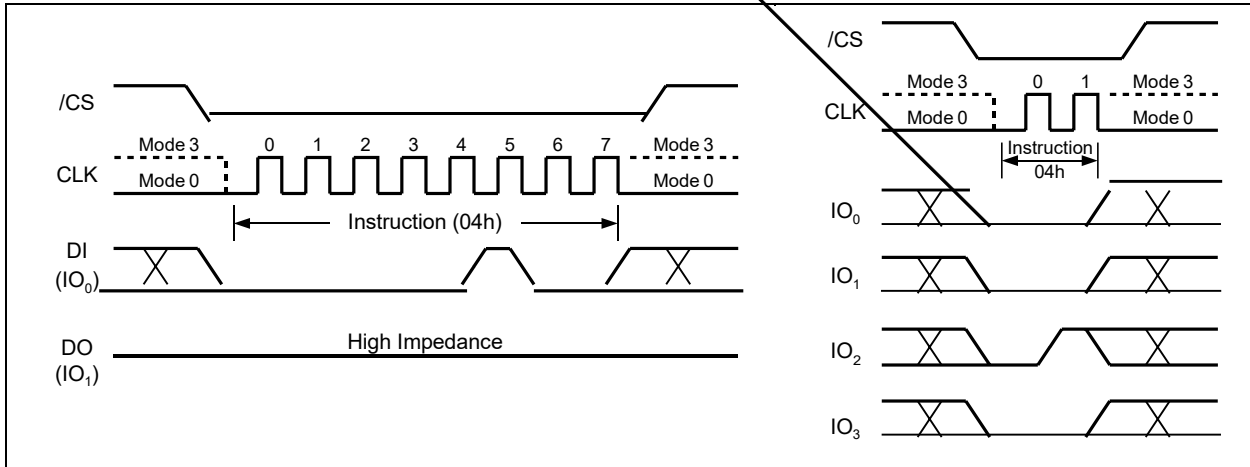 /CS
Mode 3 0 1 2 3 4 5 6 7 Mode 3
CLK
Mode 0 Mode 0
Instruction (04h)
DI
(IO0)
High Impedance
DO
(IO1)
/CS
Mode 3 0 1 Mode 3
CLK Mode 0 Mode 0
Instruction
04h
IO0
IO1
IO2
IO3